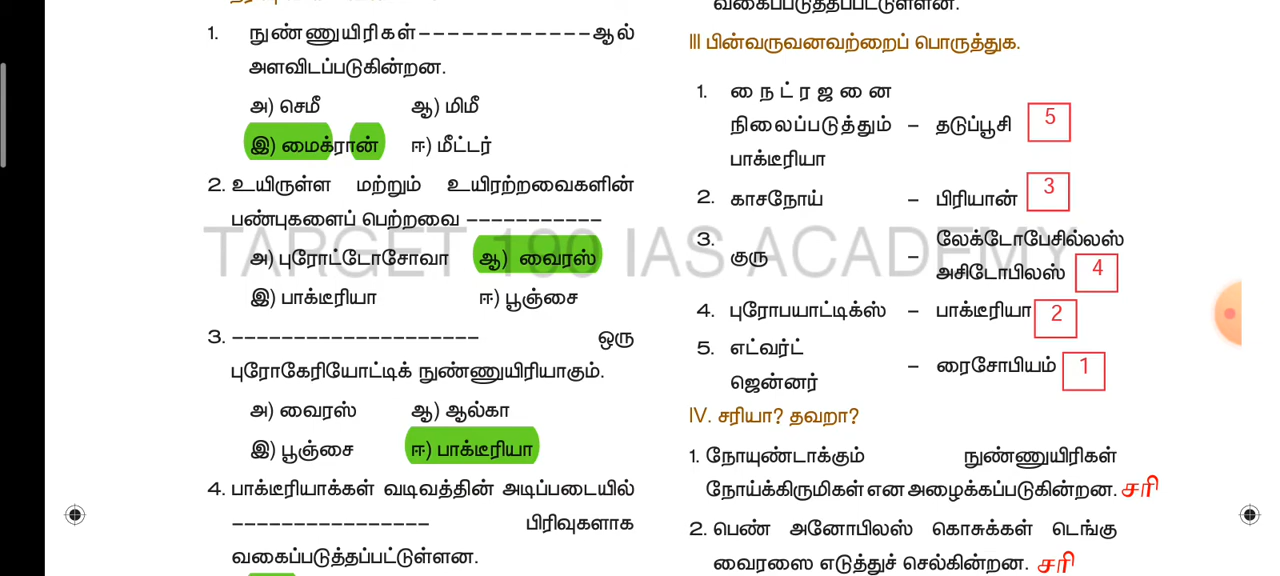 1. நுண்ணுயிரிகள்------------ஆல்
அளவிடப்படுகின்றன.
அ) செமீ ஆ) மிமீ
இ) மைக்ரான் ஈ) மீட்டர்
2. உயிருள்ள மற்றும் உயிரற்றவைகளின்
பண்புகளைப் பெற்றவை -----------
அ) புரோட்டோசோவா ஆ) வைரஸ்
இ) பாக்டீரியா ஈ) பூஞ்சை
3. -------------------- ஒரு
புரோகேரியோட்டிக் நுண்ணுயிரியாகும்.
அ) வைரஸ் ஆ) ஆல்கா
இ) பூஞ்சை ஈ) பாக்டீரியா
4. பாக்டீரியாக்கள் வடிவத்தின் அடிப்படையில்
---------------- பிரிவுகளாக
வகைப்படுத்தப்பட்டுள்ளன.
வகைப்படுத்தப்பட்டுள்ளன.
III பின்வருவனவற்றைப் பொருத்துக.
1. நைட்ரஜனை
நிலைப்படுத்தும் – தடுப்பூசி 5
பாக்டீரியா
2. காசநோய் – பிரியான் 3
3. குரு – லேக்டோபேசில்லஸ்
அசிடோபிலஸ் 4
4. புரோபயாட்டிக்ஸ் – பாக்டீரியா 2
5. எட்வர்ட்
ஜென்னர் – ரைசோபியம் 1
IV. சரியா? தவறா?
1. நோயுண்டாக்கும் நுண்ணுயிரிகள்
நோய்க்கிருமிகள் என அழைக்கப்படுகின்றன. சரி
2. பெண் அனோபிலஸ் கொசுக்கள் டெங்கு
வைரஸை எடுத்துச் செல்கின்றன. சரி
TARGET 190 IAS ACADEMY